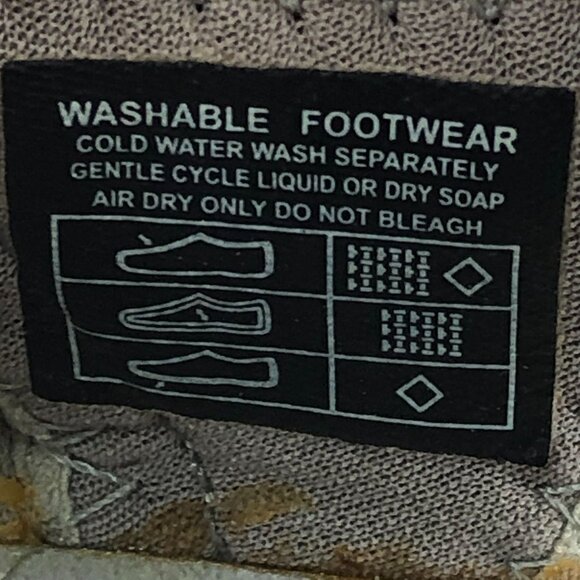 WASHABLE FOOTWEAR
COLD WATER WASH SEPARATELY
GENTLE CYCLE LIQUID OR DRY SOAP
AIR DRY ONLY DO NOT BLEAGH